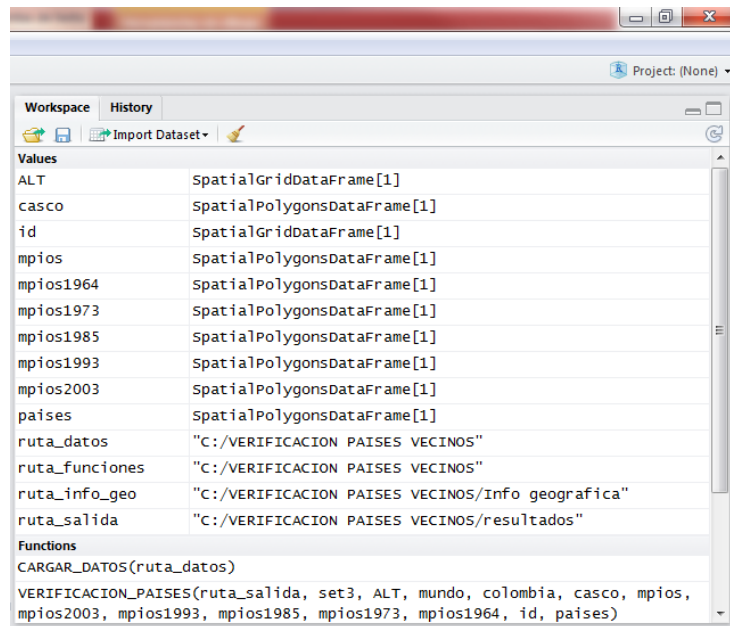 Project: (None)
Workspace History
Import Dataset
Values
ALT SpatialGridDataFrame[1]
casco SpatialPolygonsDataFrame[1]
id SpatialGridDataFrame[1]
mpios SpatialPolygonsDataFrame[1]
mpios1964 SpatialPolygonsDataFrame[1]
mpios1973 SpatialPolygonsDataFrame[1]
mpios1985 SpatialPolygonsDataFrame[1]
mpios1993 SpatialPolygonsDataFrame[1]
mpios2003 SpatialPolygonsDataFrame[1]
paises SpatialPolygonsDataFrame[1]
ruta_datos "C:/VERIFICACION PAISES VECINOS"
ruta_funciones "C:/VERIFICACION PAISES VECINOS"
ruta_info_geo "C:/VERIFICACION PAISES VECINOS/Info geografica"
ruta_salida "C:/VERIFICACION PAISES VECINOS/resultados"
Functions
CARGAR_DATOS(ruta_datos)
VERIFICACION_PAISES(ruta_salida, set3, ALT, mundo, colombia, casco, mpios,
mpios2003, mpios1993, mpios1985, mpios1973, mpios1964, id, paises)